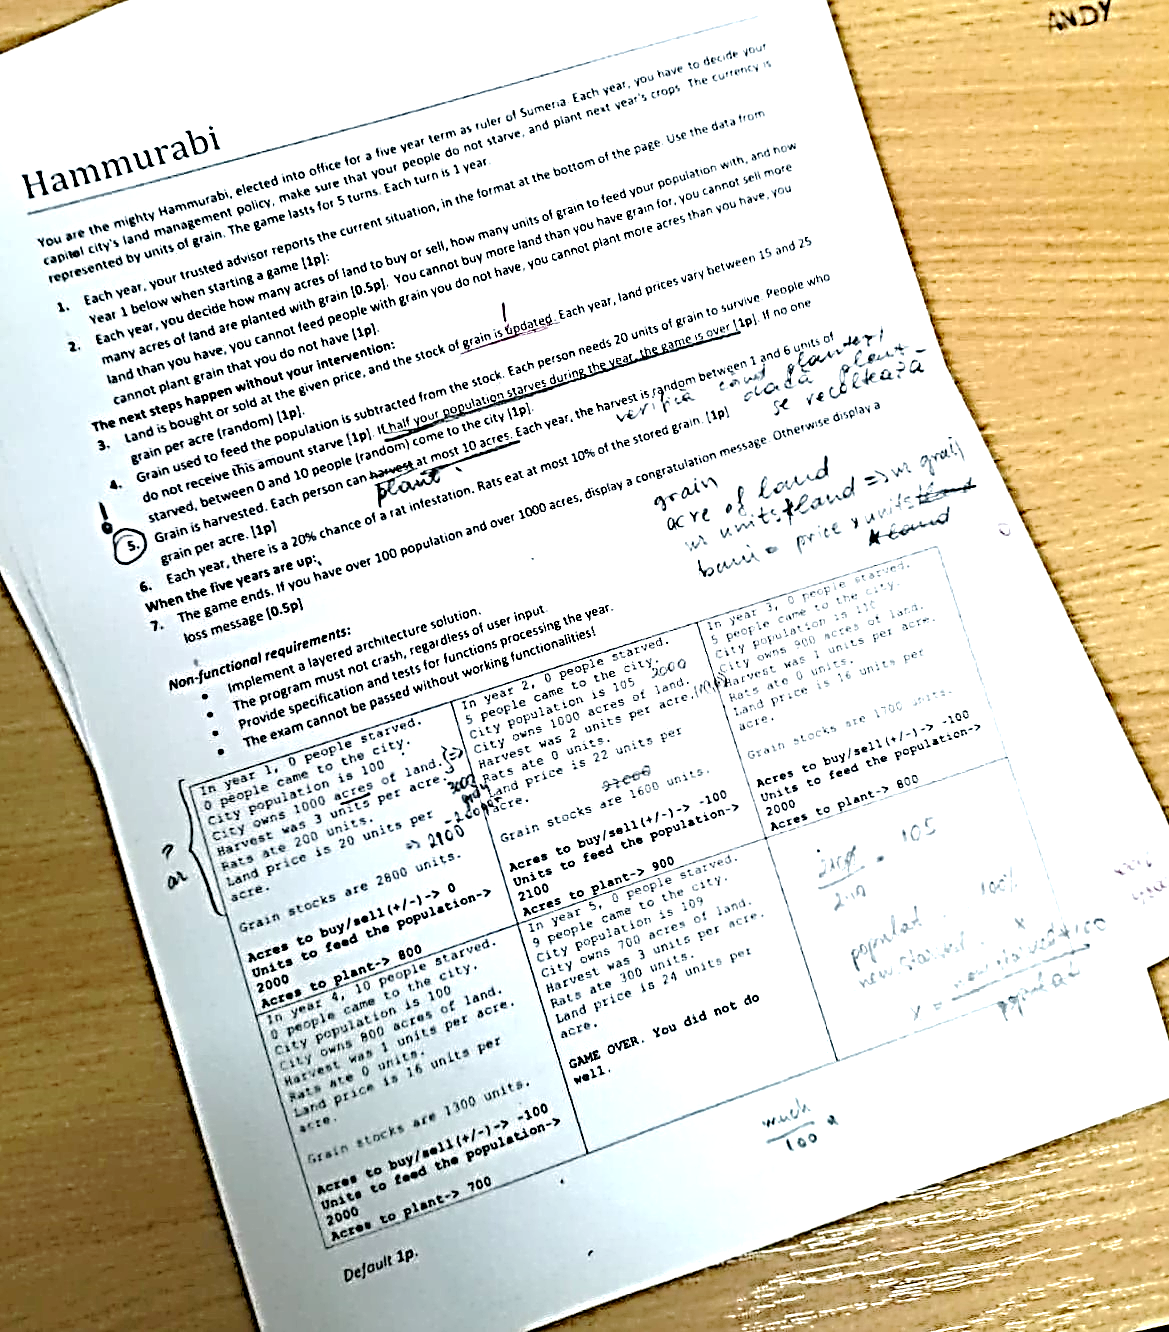 ANDY
Hammurabi
You are the mighty Hammurabi, elected into office for a five year term as ruler of Sumeria. Each year, you have to decide your
capitol city's land management policy, make sure that your people do not starve, and plant next year's crops. The currency is
represented by units of grain. The game lasts for 5 turns. Each turn is 1 year.
1. Each year, your trusted advisor reports the current situation, in the format at the bottom of the page. Use the data from
Year 1 below when starting a game [1p];
2. Each year, you decide how many acres of land to buy or sell, how many units of grain to feed your population with, and how
many acres of land are planted with grain [0.5p]. You cannot buy more land than you have grain for, you cannot sell more
land than you have, you cannot feed people with grain you do not have, you cannot plant more acres than you have, you
cannot plant grain that you do not have [1p].
The next steps happen without your intervention:
3. Land is bought or sold at the given price, and the stock of grain is updated. Each year, land prices vary between 15 and 25
grain per acre (random) [1p].
4. Grain used to feed the population is subtracted from the stock. Each person needs 20 units of grain to survive. People who
do not receive this amount starve [1p]. If half your population starves during the year, the game is over [1p]. If no one
starved, between 0 and 10 people (random) come to the city [1p].
! 5. Grain is harvested. Each person can harvest at most 10 acres. Each year, the harvest is random between 1 and 6 units of
grain per acre. [1p]
plant
verifica
daca plant
se recolteaza
6. Each year, there is a 20% chance of a rat infestation. Rats eat at most 10% of the stored grain. [1p]
When the five years are up:
7. The game ends. If you have over 100 population and over 1000 acres, display a congratulation message. Otherwise display a
loss message [0.5p]
grain
acre of land
price
Non-functional requirements:
• Implement a layered architecture solution.
• The program must not crash, regardless of user input.
• Provide specification and tests for functions processing the year.
• The exam cannot be passed without working functionalities!
In year 1, 0 people starved.
0 people came to the city.
City population is 100
City owns 1000 acres of land.
Harvest was 3 units per acre.
Rats ate 200 units.
Land price is 20 units per
acre.
Grain stocks are 2800 units.
Acres to buy/sell(+/-)-> 0
Units to feed the population->
2000
Acres to plant-> 800
?
=> 2900
In year 2, 0 people starved.
5 people came to the city.
City population is 105
2000
City owns 1000 acres of land.
Harvest was 2 units per acre.
Rats ate 0 units.
Land price is 22 units per
acre.
Grain stocks are 1600 units.
Acres to buy/sell(+/-)-> -100
Units to feed the population->
2100
Acres to plant-> 900
In year 3, 0 people starved.
5 people came to the city.
City population is 110
City owns 900 acres of land.
Harvest was 1 units per acre.
Rats ate 0 units.
Land price is 16 units per
acre.
Grain stocks are 1700 units.
Acres to buy/sell(+/-)-> -100
Units to feed the population->
2000
Acres to plant-> 800
In year 4, 10 people starved.
0 people came to the city.
City population is 100
City owns 800 acres of land.
Harvest was 1 units per acre.
Rats ate 0 units.
Land price is 16 units per
acre.
Grain stocks are 1300 units.
Acres to buy/sell(+/-)-> -100
Units to feed the population->
2000
Acres to plant-> 700
In year 5, 0 people starved.
9 people came to the city.
City population is 109
City owns 700 acres of land.
Harvest was 3 units per acre.
Rats ate 300 units.
Land price is 24 units per
acre.
GAME OVER. You did not do
well.
= 105
populat 100%
x
100
Default 1p.